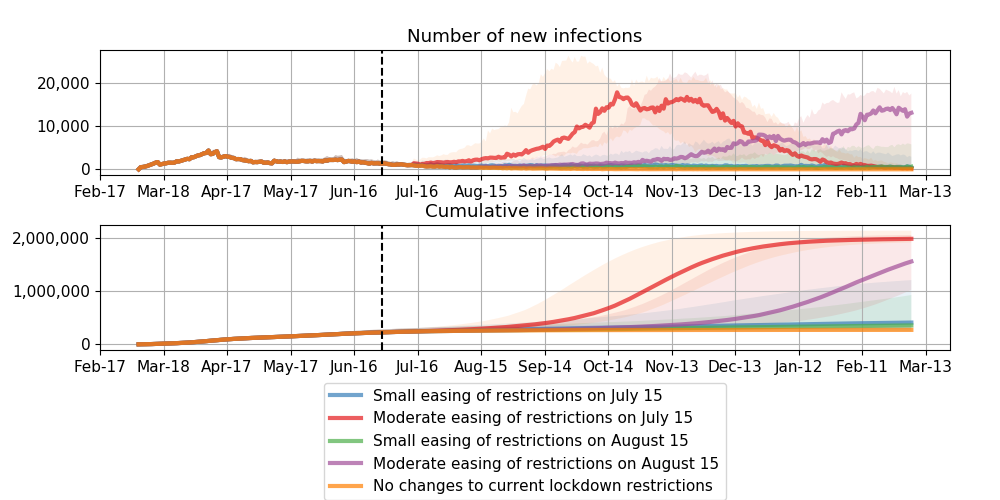 Number of new infections
20,000
10,000
0
Feb-17 Mar-18 Apr-17 May-17 Jun-16 Jul-16 Aug-15 Sep-14 Oct-14 Nov-13 Dec-13 Jan-12 Feb-11 Mar-13
Cumulative infections
2,000,000
1,000,000
0
Feb-17 Mar-18 Apr-17 May-17 Jun-16 Jul-16 Aug-15 Sep-14 Oct-14 Nov-13 Dec-13 Jan-12 Feb-11 Mar-13
Small easing of restrictions on July 15
Moderate easing of restrictions on July 15
Small easing of restrictions on August 15
Moderate easing of restrictions on August 15
No changes to current lockdown restrictions